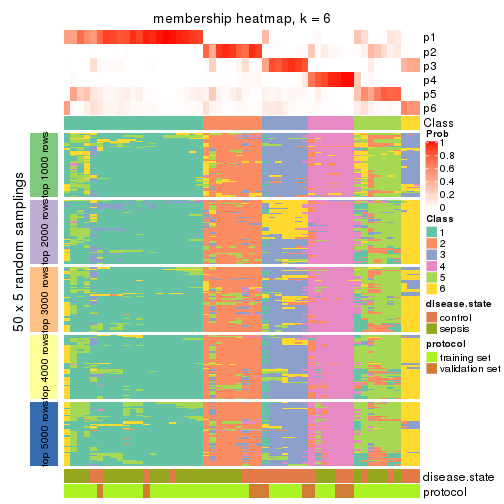 membership heatmap, k = 6
p1
p2
p3
p4
p5
p6
Class
50 x 5 random samplings
top 1000 rows
top 2000 rows
top 3000 rows
top 4000 rows
top 5000 rows
Prob
1
0.8
0.6
0.4
0.2
0
Class
1
2
3
4
5
6
disease.state
control
sepsis
protocol
training set
validation set
disease.state
protocol